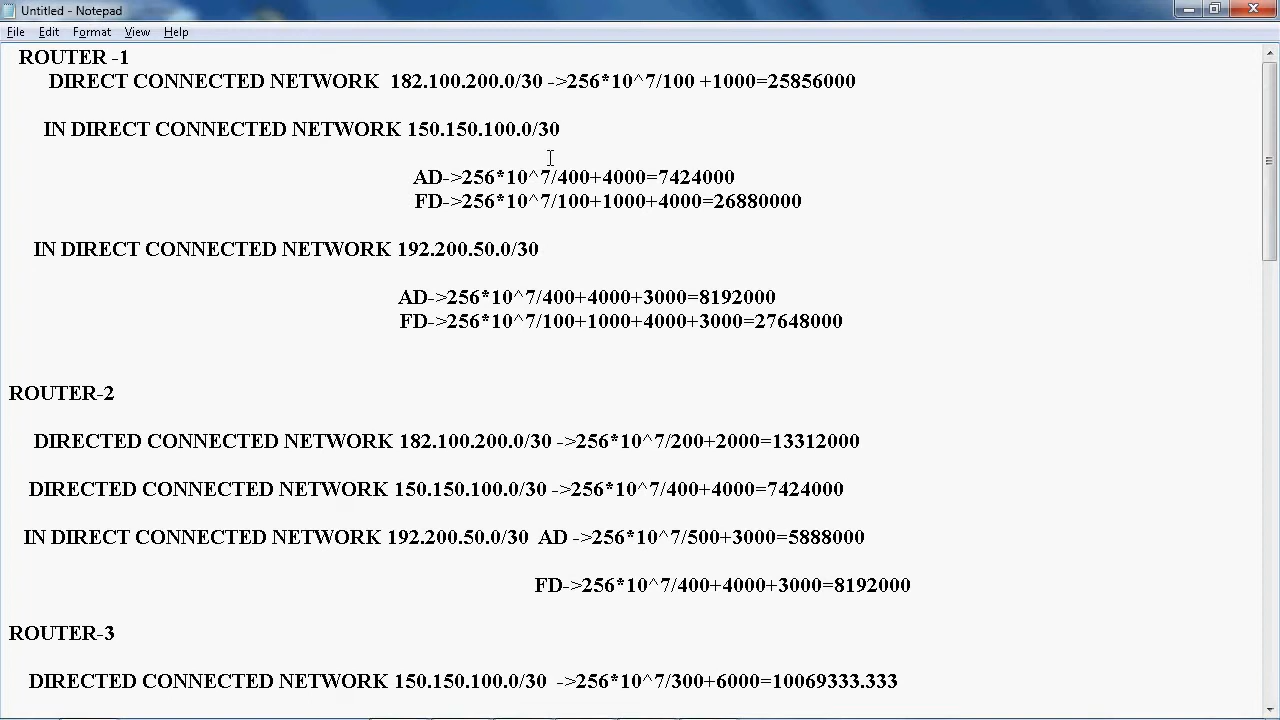 Untitled - Notepad
File Edit Format View Help
ROUTER -1
DIRECT CONNECTED NETWORK 182.100.200.0/30 ->256*10^7/100 +1000=25856000
IN DIRECT CONNECTED NETWORK 150.150.100.0/30
AD->256*10^7/400+4000=7424000
FD->256*10^7/100+1000+4000=26880000
IN DIRECT CONNECTED NETWORK 192.200.50.0/30
AD->256*10^7/400+4000+3000=8192000
FD->256*10^7/100+1000+4000+3000=27648000
ROUTER-2
DIRECTED CONNECTED NETWORK 182.100.200.0/30 ->256*10^7/200+2000=13312000
DIRECTED CONNECTED NETWORK 150.150.100.0/30 ->256*10^7/400+4000=7424000
IN DIRECT CONNECTED NETWORK 192.200.50.0/30 AD ->256*10^7/500+3000=5888000
FD->256*10^7/400+4000+3000=8192000
ROUTER-3
DIRECTED CONNECTED NETWORK 150.150.100.0/30 ->256*10^7/300+6000=10069333.333